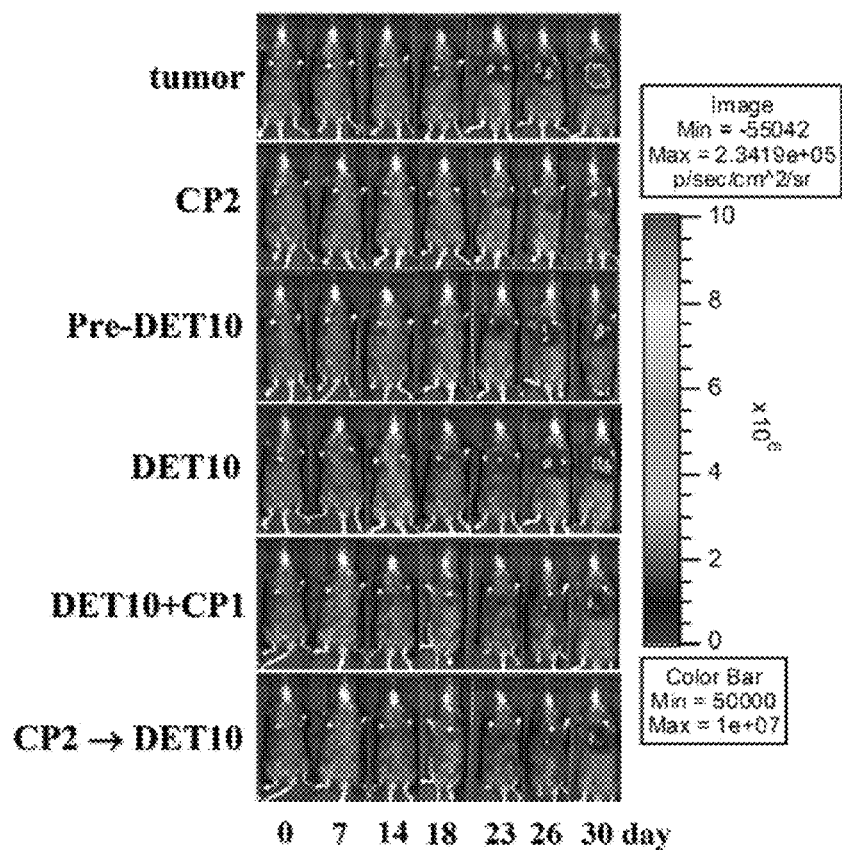 tumor
CP2
Pre-DET10
DET10
DET10+CP1
CP2 → DET10
0 7 14 18 23 26 30 day
Image
Min = -55042
Max = 2.3419e+05
p/sec/cm^2/sr
10
8
6
4
2
0
x10^6
Color Bar
Min = 50000
Max = 1e+07